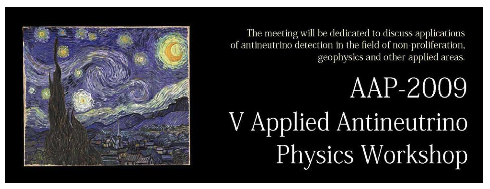 The meeting will be dedicated to discuss applications
of antineutrino detection in the field of non-proliferation,
geophysics and other applied areas.
AAP-2009
V Applied Antineutrino
Physics Workshop